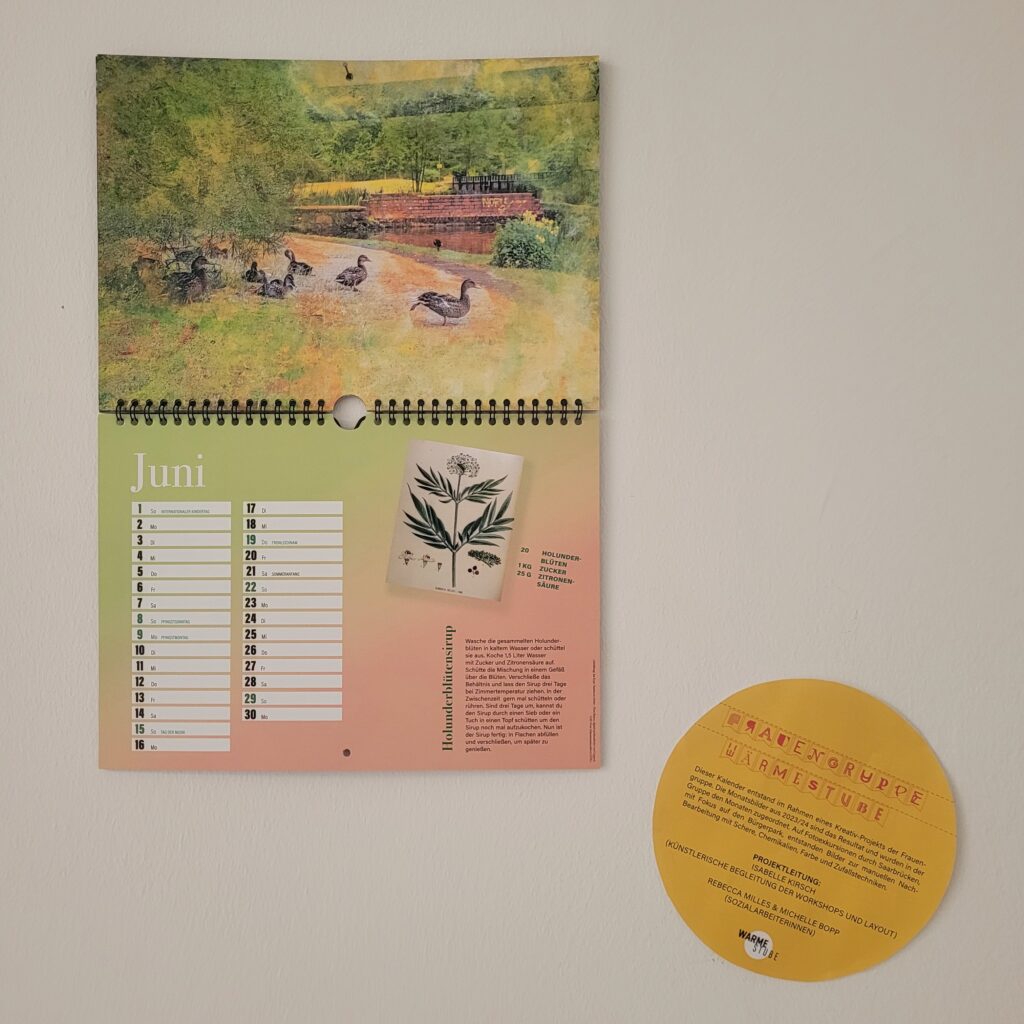 Juni
1 So INTERNATIONALER KINDERTAG
2 Mo
3 Di
4 Mi
5 Do
6 Fr
7 Sa
8 So PFINGSTSONNTAG
9 Mo PFINGSTMONTAG
10 Di
11 Mi
12 Do
13 Fr
14 Sa
15 So TAG DER MUSIK
16 Mo
17 Di
18 Mi
19 Do FRONLEICHNAM
20 Fr
21 Sa SOMMERANFANG
22 So
23 Mo
24 Di
25 Mi
26 Do
27 Fr
28 Sa
29 So
30 Mo
20 HOLUNDER-
BLÜTEN
1 KG ZUCKER
25 G ZITRONEN-
SÄURE
Holunderblütensirup
Wasche die gesammelten Holunder-
blüten in kaltem Wasser oder schüttel
sie aus. Koche 1,5 Liter Wasser
mit Zucker und Zitronensäure auf.
Schütte die Mischung in einem Gefäß
über die Blüten. Verschließe das
Behältnis und lass den Sirup drei Tage
bei Zimmertemperatur ziehen. In der
Zwischenzeit gern mal schütteln oder
rühren. Sind drei Tage um, kannst du
den Sirup durch einen Sieb oder ein
Tuch in einen Topf schütten um den
Sirup noch mal aufzukochen. Nun ist
der Sirup fertig: in Flachen abfüllen
und verschließen, um später zu
genießen.
FRAUENGRUPPE
WÄRMESTUBE
Dieser Kalender entstand im Rahmen eines Kreativ-Projekts der Frauen-
gruppe. Die Monatsbilder aus 2023/24 sind das Resultat und wurden in der
Gruppe den Monaten zugeordnet. Auf Fotoexkursionen durch Saarbrücken,
mit Fokus auf den Bürgerpark, entstanden Bilder zur manuellen Nach-
Bearbeitung mit Schere, Chemikalien, Farbe und Zufallstechniken.
PROJEKTLEITUNG:
ISABELLE KIRSCH
(KÜNSTLERISCHE BEGLEITUNG DER WORKSHOPS UND LAYOUT)
REBECCA MILLES & MICHELLE BOPP
(SOZIALARBEITERINNEN)
WÄRME
STUBE